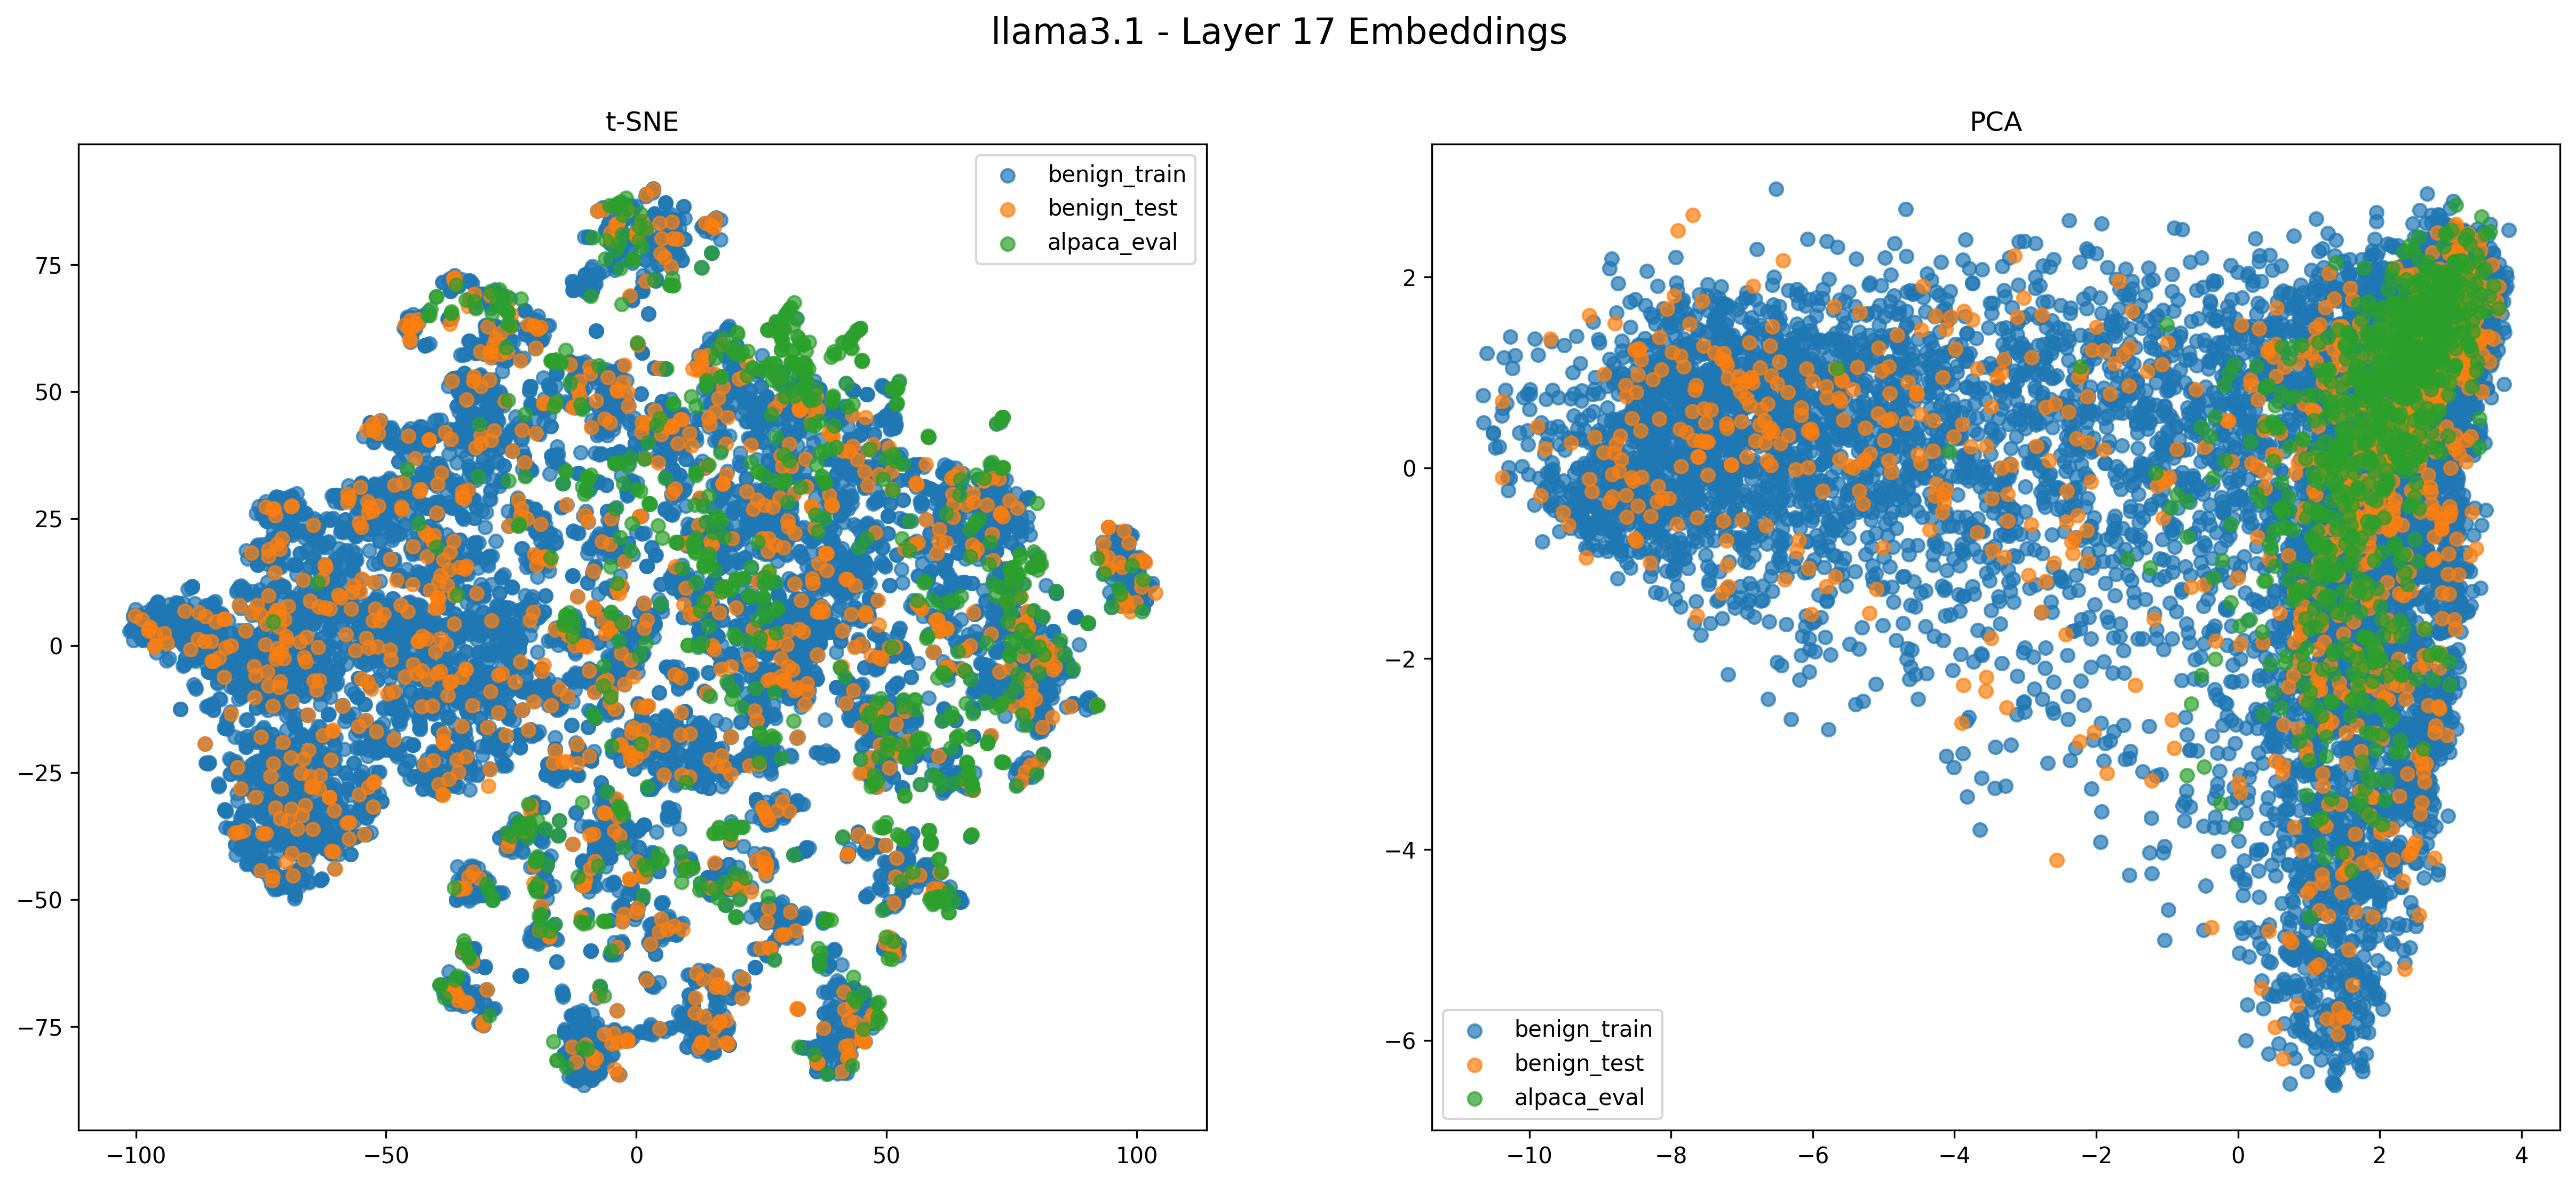 llama3.1 - Layer 17 Embeddings
t-SNE
benign_train
benign_test
alpaca_eval
75
50
25
0
−25
−50
−75
−100
−50
0
50
100
PCA
2
0
−2
−4
−6
benign_train
benign_test
alpaca_eval
−10
−8
−6
−4
−2
0
2
4